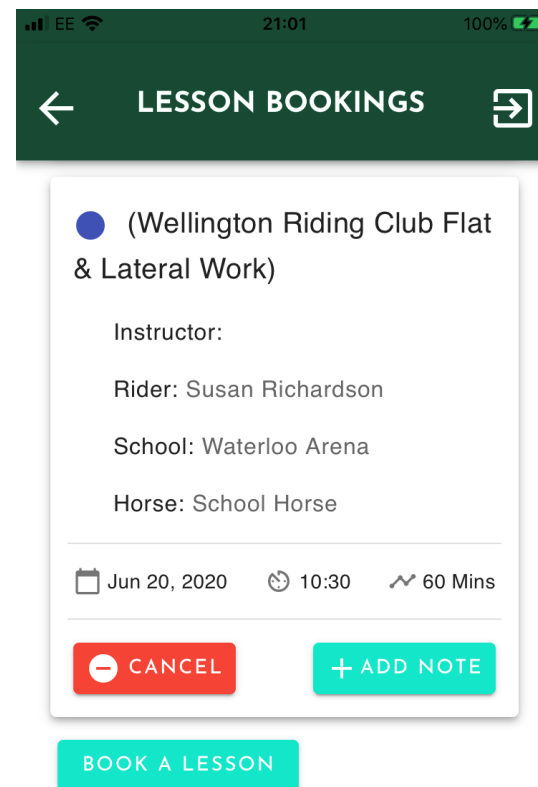 EE 21:01 100%
LESSON BOOKINGS
(Wellington Riding Club Flat
& Lateral Work)
Instructor:
Rider: Susan Richardson
School: Waterloo Arena
Horse: School Horse
Jun 20, 2020 10:30 60 Mins
CANCEL ADD NOTE
BOOK A LESSON